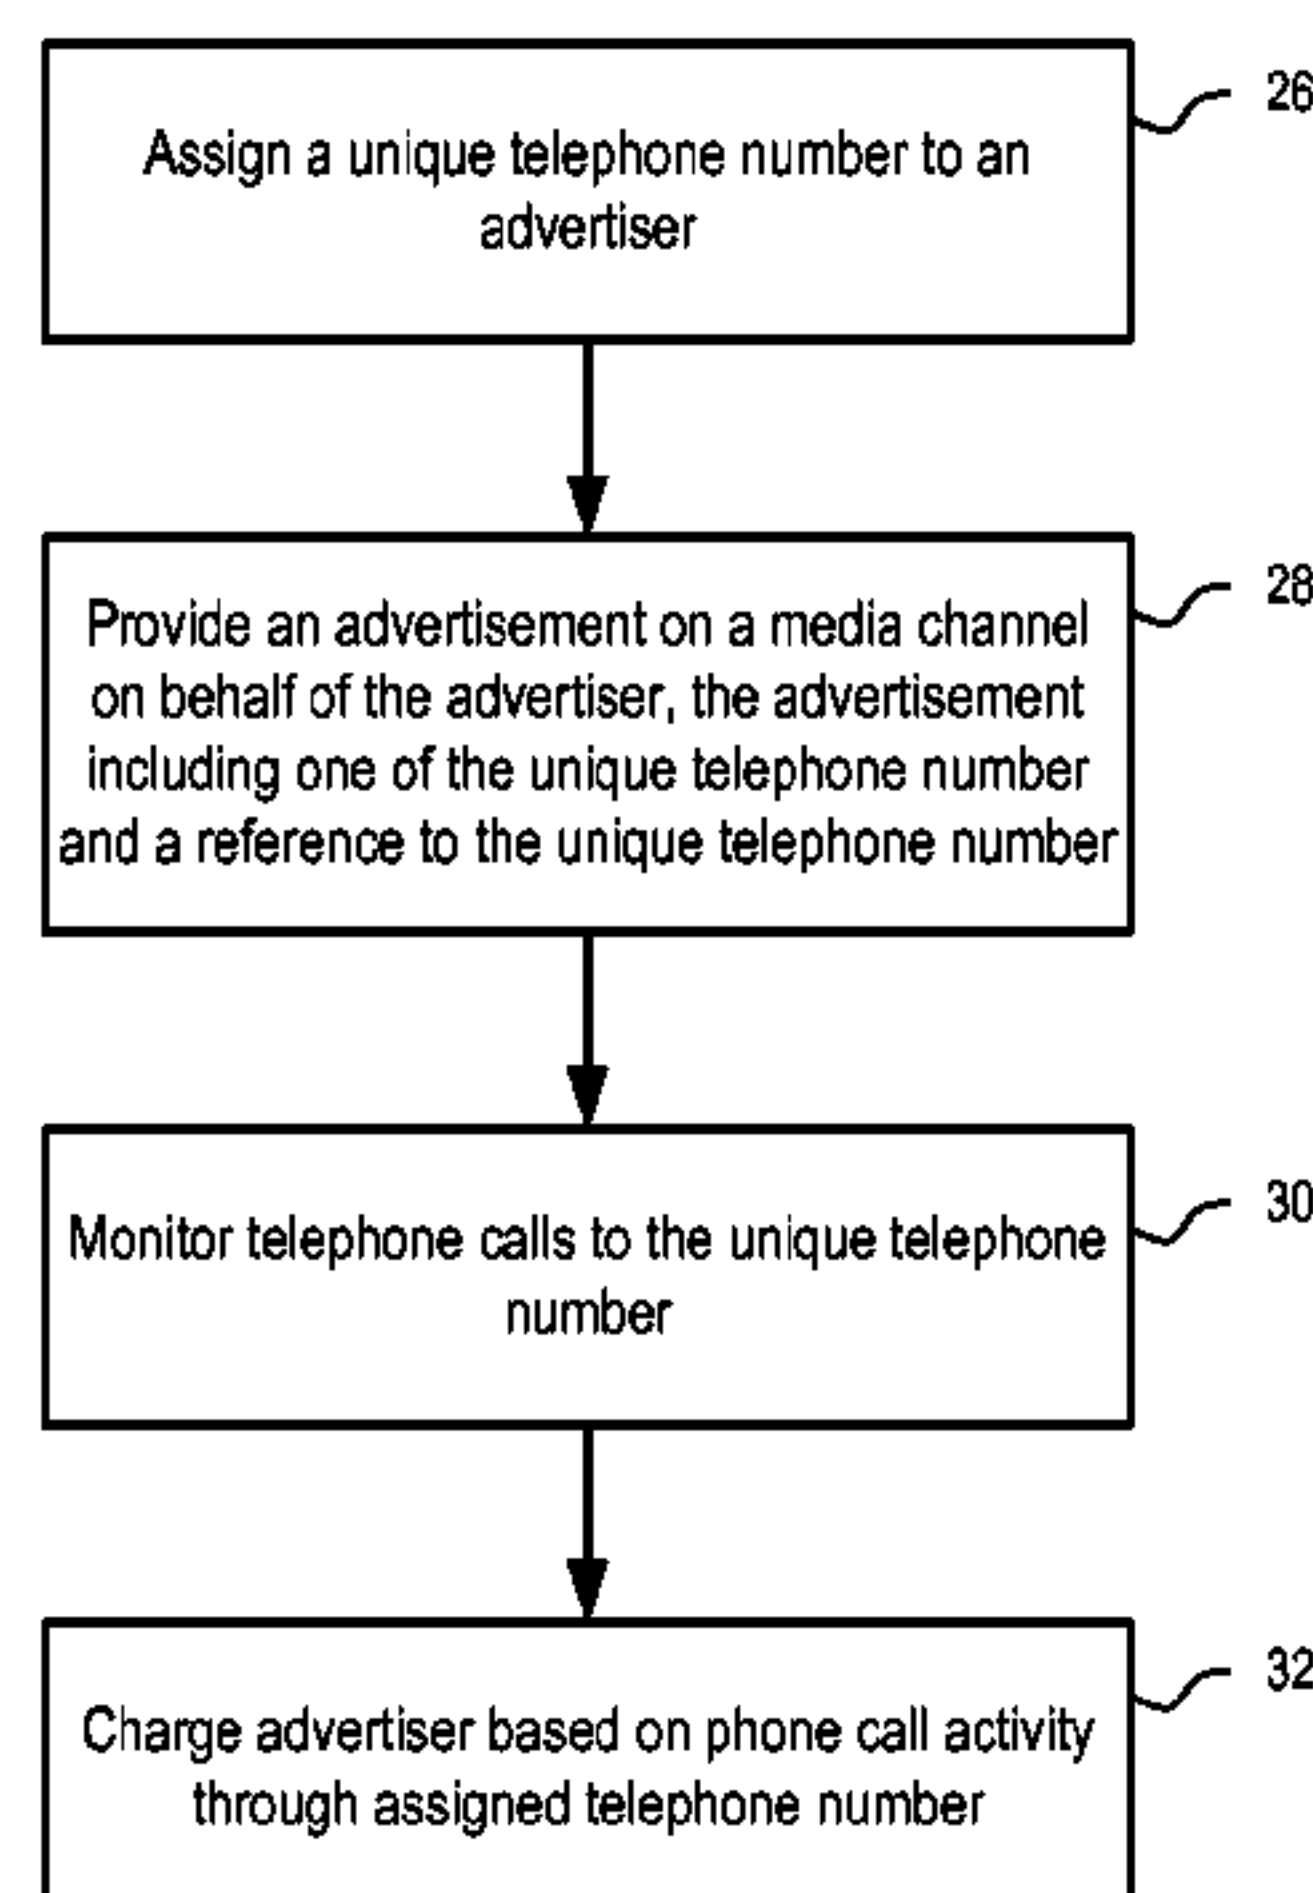 26
Assign a unique telephone number to an
advertiser
28
Provide an advertisement on a media channel
on behalf of the advertiser, the advertisement
including one of the unique telephone number
and a reference to the unique telephone number
30
Monitor telephone calls to the unique telephone
number
32
Charge advertiser based on phone call activity
through assigned telephone number